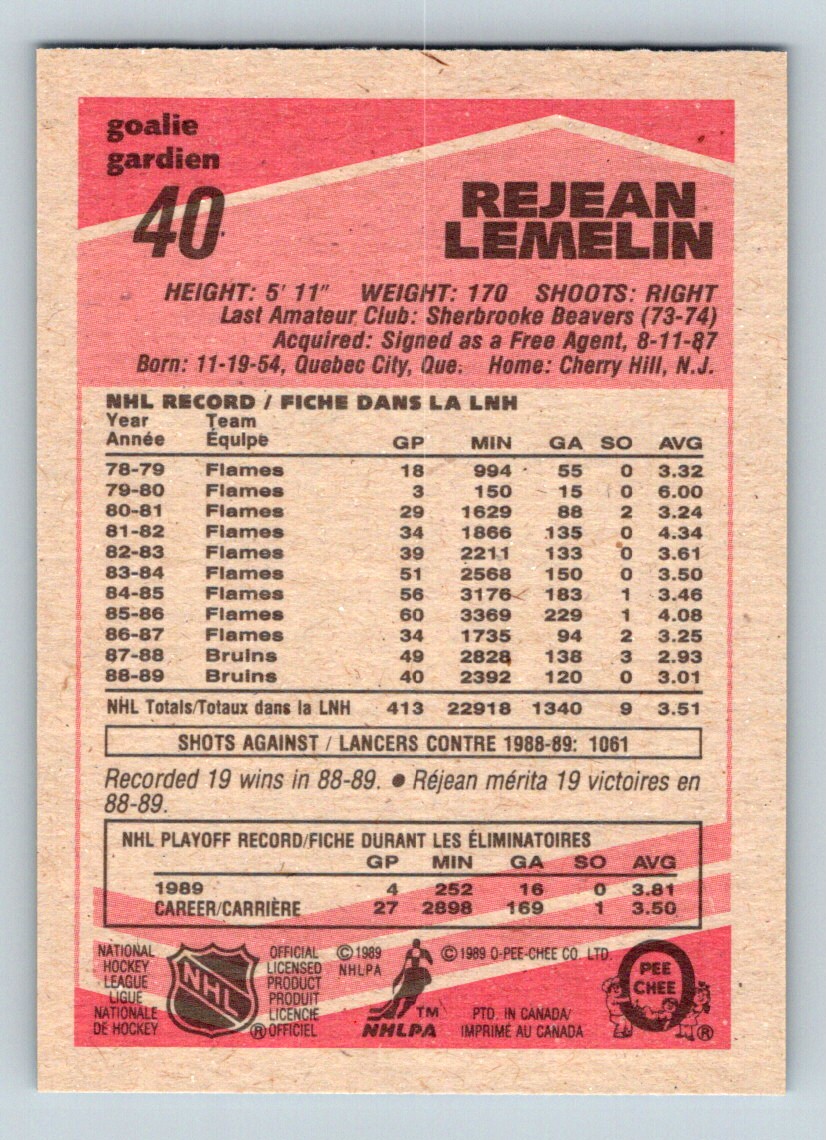 goalie
gardien
40
REJEAN
LEMELIN
HEIGHT: 5' 11" WEIGHT: 170 SHOOTS: RIGHT
Last Amateur Club: Sherbrooke Beavers (73-74)
Acquired: Signed as a Free Agent, 8-11-87
Born: 11-19-54, Quebec City, Que. Home: Cherry Hill, N.J.
NHL RECORD / FICHE DANS LA LNH
Year Team
Année Équipe GP MIN GA SO AVG
78-79 Flames 18 994 55 0 3.32
79-80 Flames 3 150 15 0 6.00
80-81 Flames 29 1629 88 2 3.24
81-82 Flames 34 1866 135 0 4.34
82-83 Flames 39 2211 133 0 3.61
83-84 Flames 51 2568 150 0 3.50
84-85 Flames 56 3176 183 1 3.46
85-86 Flames 60 3369 229 1 4.08
86-87 Flames 34 1735 94 2 3.25
87-88 Bruins 49 2828 138 3 2.93
88-89 Bruins 40 2392 120 0 3.01
NHL Totals/Totaux dans la LNH 413 22918 1340 9 3.51
SHOTS AGAINST / LANCERS CONTRE 1988-89: 1061
Recorded 19 wins in 88-89. ● Réjean mérita 19 victoires en
88-89.
NHL PLAYOFF RECORD/FICHE DURANT LES ÉLIMINATOIRES
GP MIN GA SO AVG
1989 4 252 16 0 3.81
CAREER/CARRIÈRE 27 2898 169 1 3.50
NATIONAL
HOCKEY
LEAGUE
LIGUE
NATIONALE
DE HOCKEY
NHL
®
OFFICIAL
LICENSED
PRODUCT
PRODUIT
LICENCIE
OFFICIEL
©1989
NHLPA
TM
NHLPA
©1989 O-PEE-CHEE CO. LTD.
PTD. IN CANADA/
IMPRIMÉ AU CANADA
O
PEE
CHEE
®